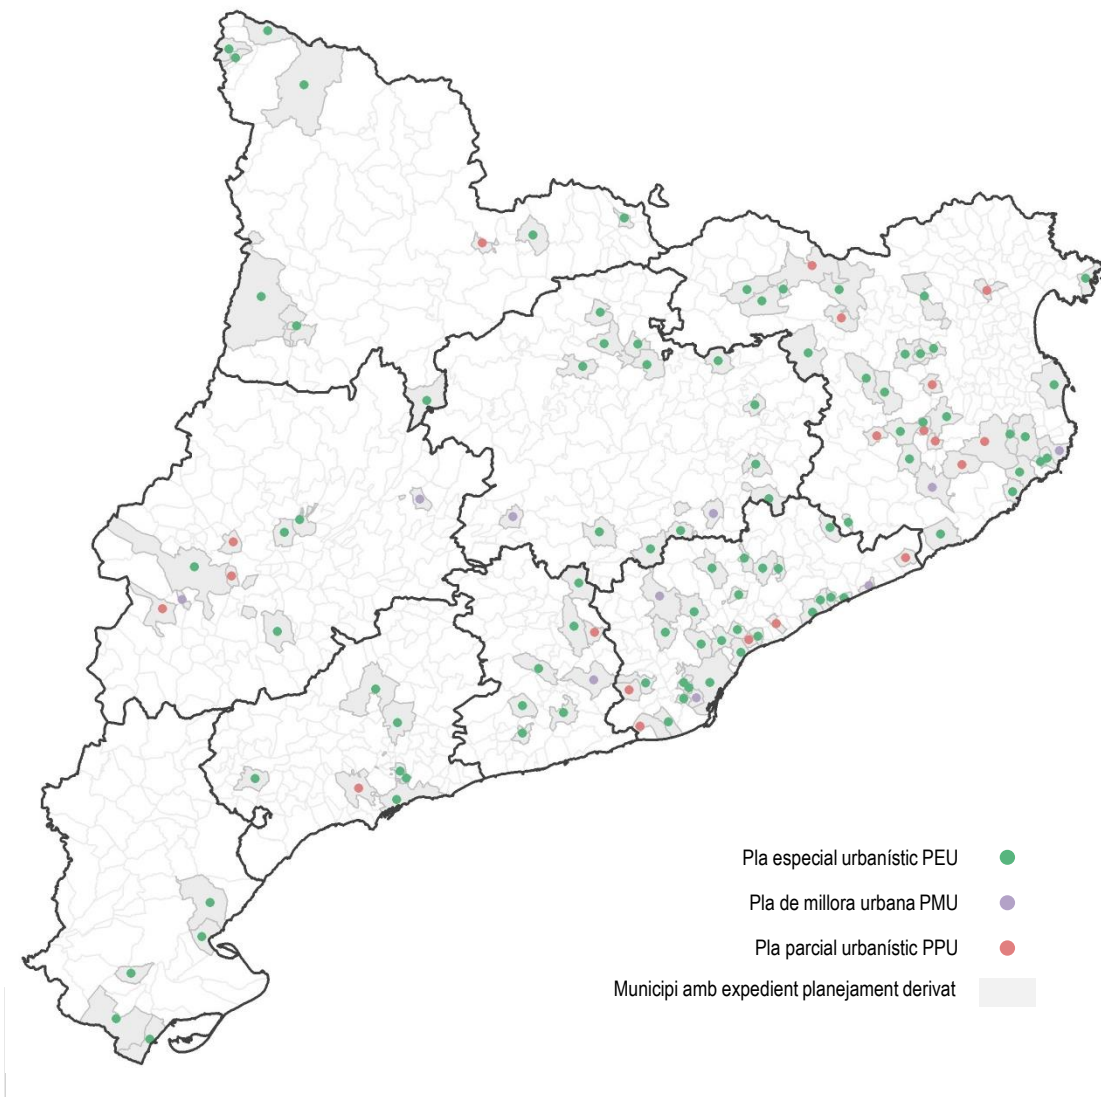 Pla especial urbanístic PEU
Pla de millora urbana PMU
Pla parcial urbanístic PPU
Municipi amb expedient planejament derivat